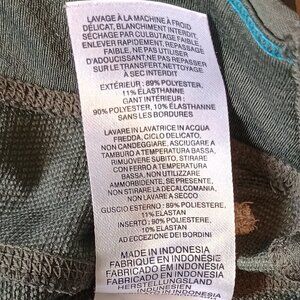 LAVAGE À LA MACHINE À FROID
DÉLICAT, BLANCHIMENT INTERDIT
SÉCHAGE PAR CULBUTAGE FAIBLE,
ENLEVER RAPIDEMENT, REPASSAGE
FAIBLE, NE PAS UTILISER
D'ADOUCISSANT, NE PAS REPASSER
SUR LE TRANSFERT, NETTOYAGE
À SEC INTERDIT
EXTÉRIEUR: 89% POLYESTER,
11% ÉLASTHANNE
GANT INTÉRIEUR:
90% POLYESTER, 10% ÉLASTHANNE
SANS LES BORDURES
LAVARE IN LAVATRICE IN ACQUA
FREDDA, CICLO DELICATO,
NON CANDEGGIARE, ASCIUGARE A
TAMBURO A TEMPERATURA BASSA,
RIMUOVERE SUBITO, STIRARE
CON FERRO A TEMPERATURA
BASSA, NON UTILIZZARE
AMMORBIDENTE, SE PRESENTE,
NON STIRARE LA DECALCOMANIA,
NON LAVARE A SECCO
GUSCIO ESTERNO: 89% POLIESTERE,
11% ELASTAN
INSERTO: 90% POLIESTERE,
10% ELASTAN
AD ECCEZIONE DEI BORDINI
MADE IN INDONESIA
FABRIQUÉ EN INDONÉSIE
FABRICADO EM INDONÉSIA
FABRICADO EN INDONESIA
HERSTELLUNGSLAND
INDONESIEN
IN INDONESIA